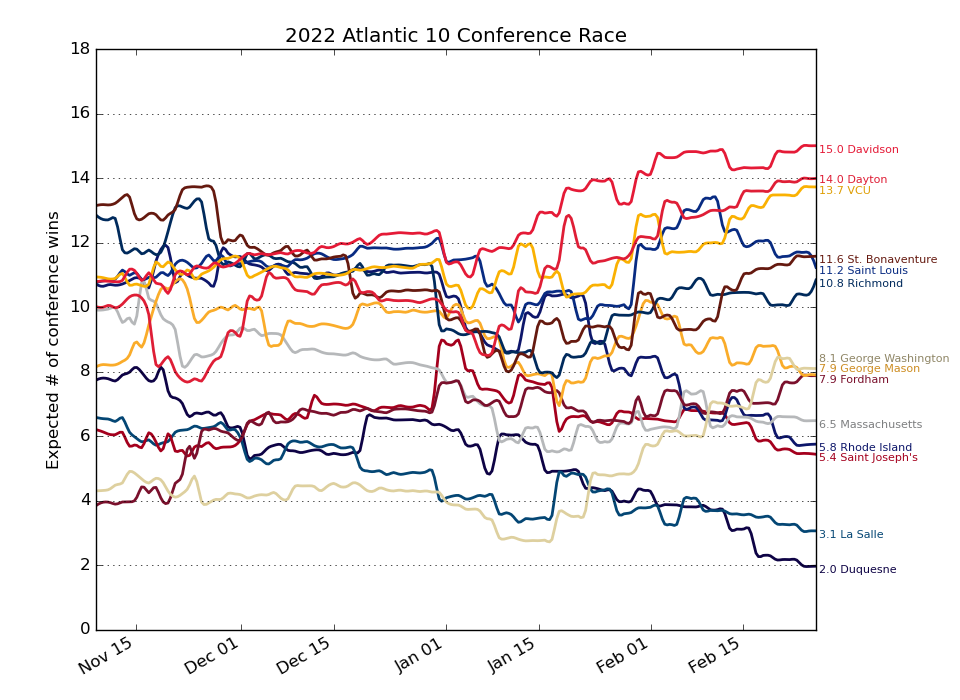 2022 Atlantic 10 Conference Race
Expected # of conference wins
18
16
14
12
10
8
6
4
2
0
Nov 15
Dec 01
Dec 15
Jan 01
Jan 15
Feb 01
Feb 15
15.0 Davidson
14.0 Dayton
13.7 VCU
11.6 St. Bonaventure
11.2 Saint Louis
10.8 Richmond
8.1 George Washington
7.9 George Mason
7.9 Fordham
6.5 Massachusetts
5.8 Rhode Island
5.4 Saint Joseph's
3.1 La Salle
2.0 Duquesne